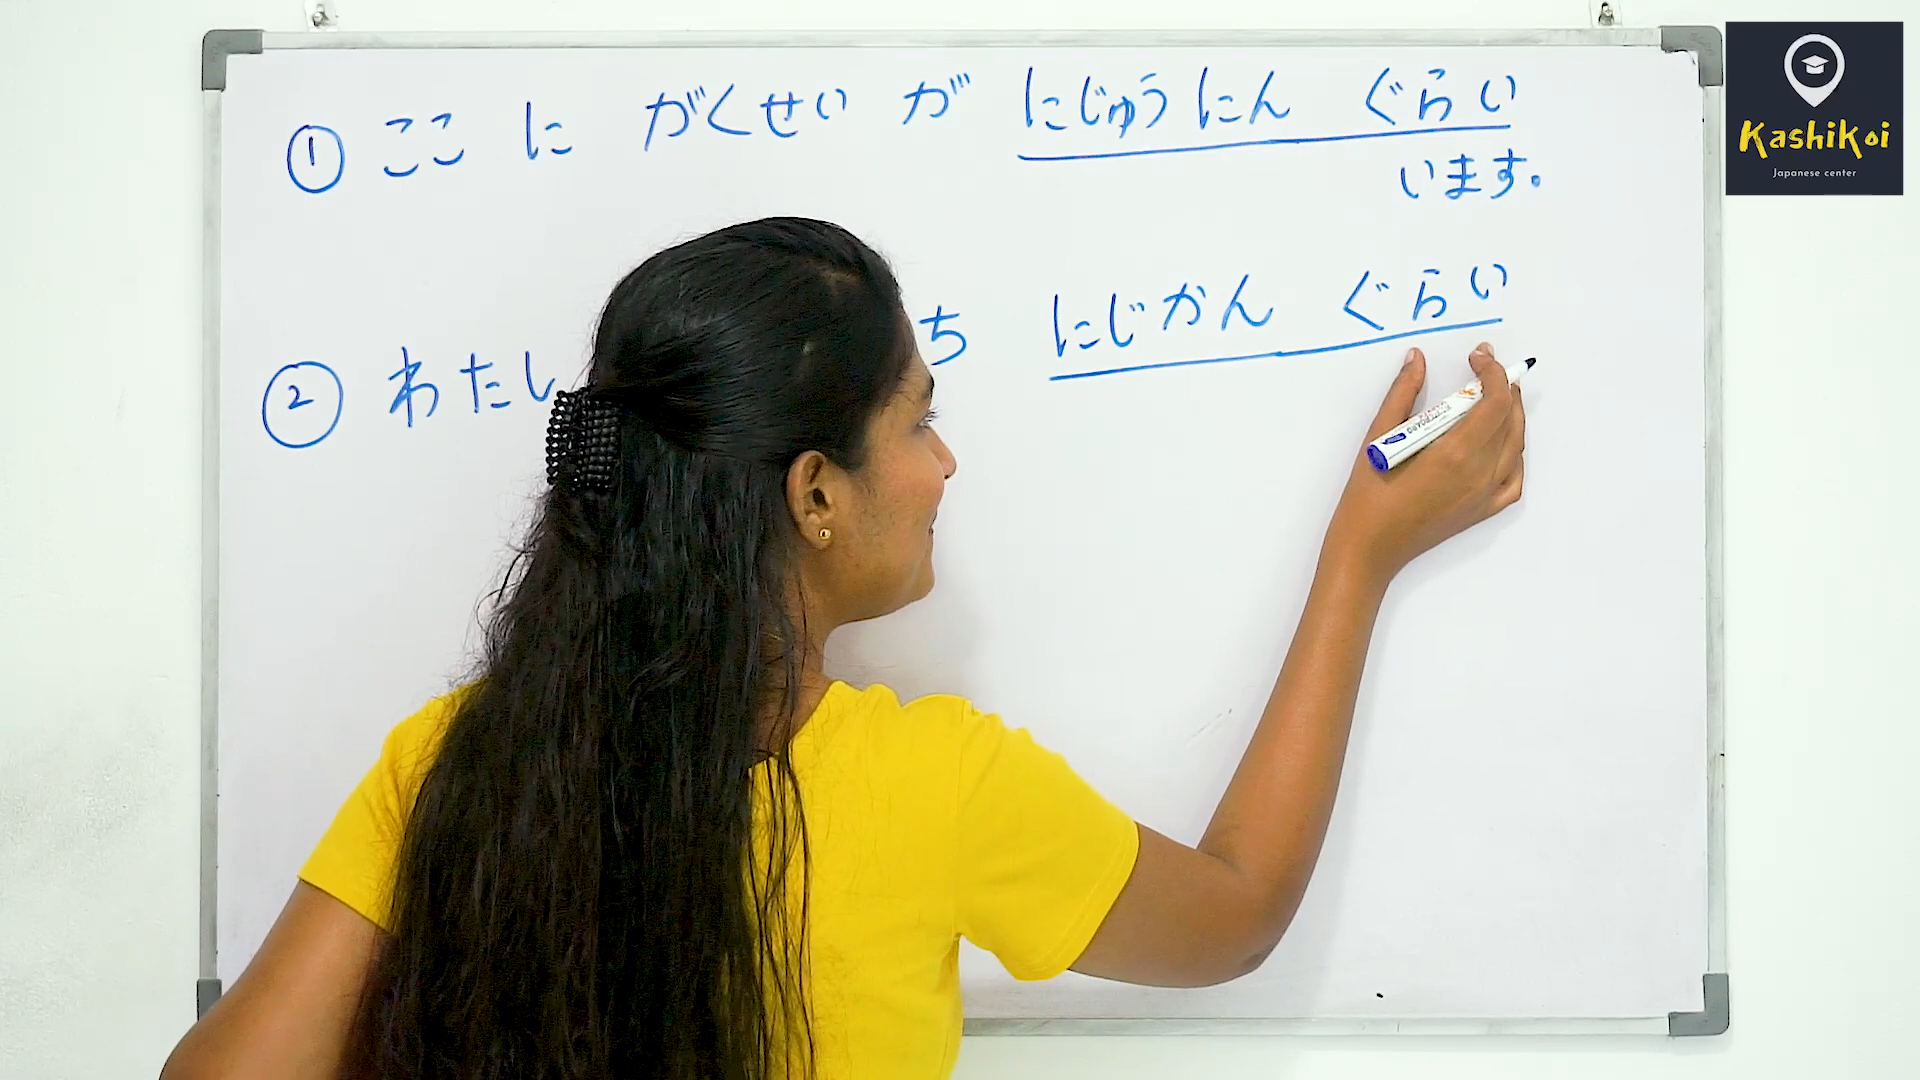 ① ここ に がくせい が にじゅうにん ぐらい
います。
② わたし ち にじかん ぐらい
Kashikoi
Japanese center